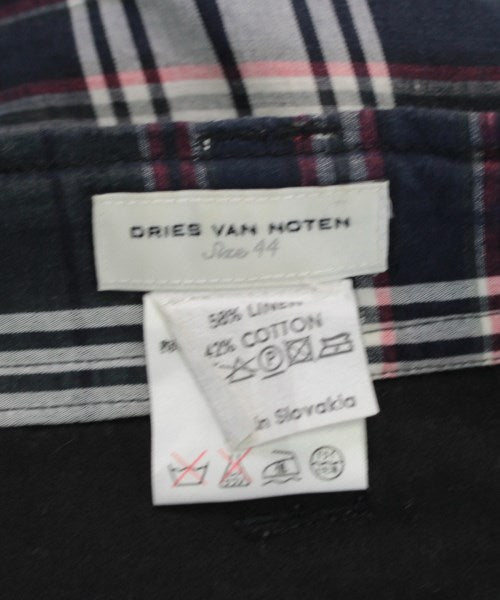 DRIES VAN NOTEN
Size 44
58% LINEN
42% COTTON
P
in Slovakia